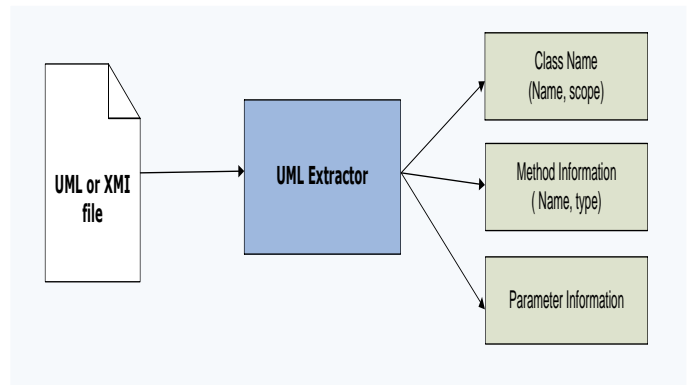 UML or XMI
file
UML Extractor
Class Name
(Name, scope)
Method Information
( Name, type)
Parameter Information